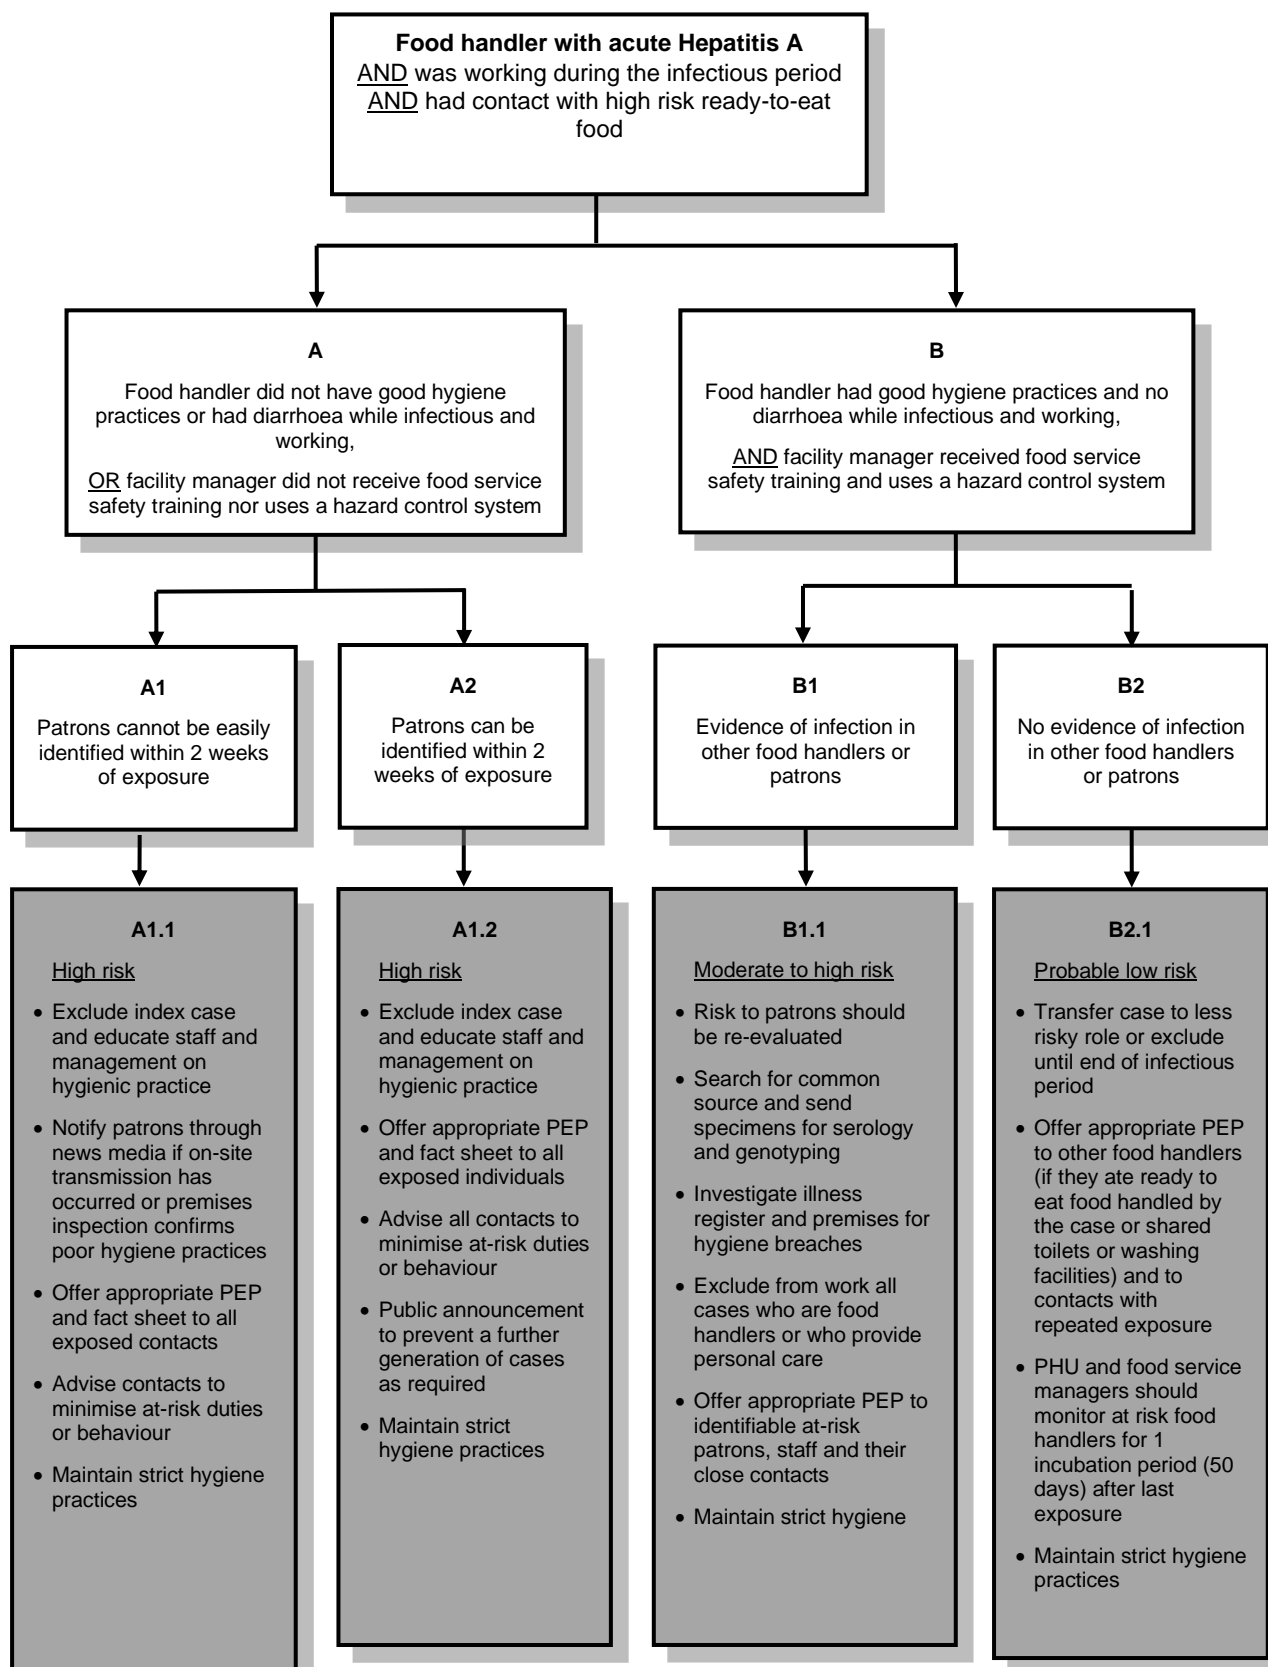 Food handler with acute Hepatitis A
AND was working during the infectious period
AND had contact with high risk ready-to-eat
food
A
Food handler did not have good hygiene
practices or had diarrhoea while infectious and
working,
OR facility manager did not receive food service
safety training nor uses a hazard control system
B
Food handler had good hygiene practices and no
diarrhoea while infectious and working,
AND facility manager received food service
safety training and uses a hazard control system
A1
Patrons cannot be easily
identified within 2 weeks
of exposure
A2
Patrons can be
identified within 2
weeks of exposure
B1
Evidence of infection in
other food handlers or
patrons
B2
No evidence of infection
in other food handlers
or patrons
A1.1
High risk
• Exclude index case
and educate staff and
management on
hygienic practice
• Notify patrons through
news media if on-site
transmission has
occurred or premises
inspection confirms
poor hygiene practices
• Offer appropriate PEP
and fact sheet to all
exposed contacts
• Advise contacts to
minimise at-risk duties
or behaviour
• Maintain strict hygiene
practices
A1.2
High risk
• Exclude index case
and educate staff and
management on
hygienic practice
• Offer appropriate PEP
and fact sheet to all
exposed individuals
• Advise all contacts to
minimise at-risk duties
or behaviour
• Public announcement
to prevent a further
generation of cases
as required
• Maintain strict
hygiene practices
B1.1
Moderate to high risk
• Risk to patrons should
be re-evaluated
• Search for common
source and send
specimens for serology
and genotyping
• Investigate illness
register and premises for
hygiene breaches
• Exclude from work all
cases who are food
handlers or who provide
personal care
• Offer appropriate PEP to
identifiable at-risk
patrons, staff and their
close contacts
• Maintain strict hygiene
B2.1
Probable low risk
• Transfer case to less
risky role or exclude
until end of infectious
period
• Offer appropriate PEP
to other food handlers
(if they ate ready to
eat food handled by
the case or shared
toilets or washing
facilities) and to
contacts with
repeated exposure
• PHU and food service
managers should
monitor at risk food
handlers for 1
incubation period (50
days) after last
exposure
• Maintain strict hygiene
practices